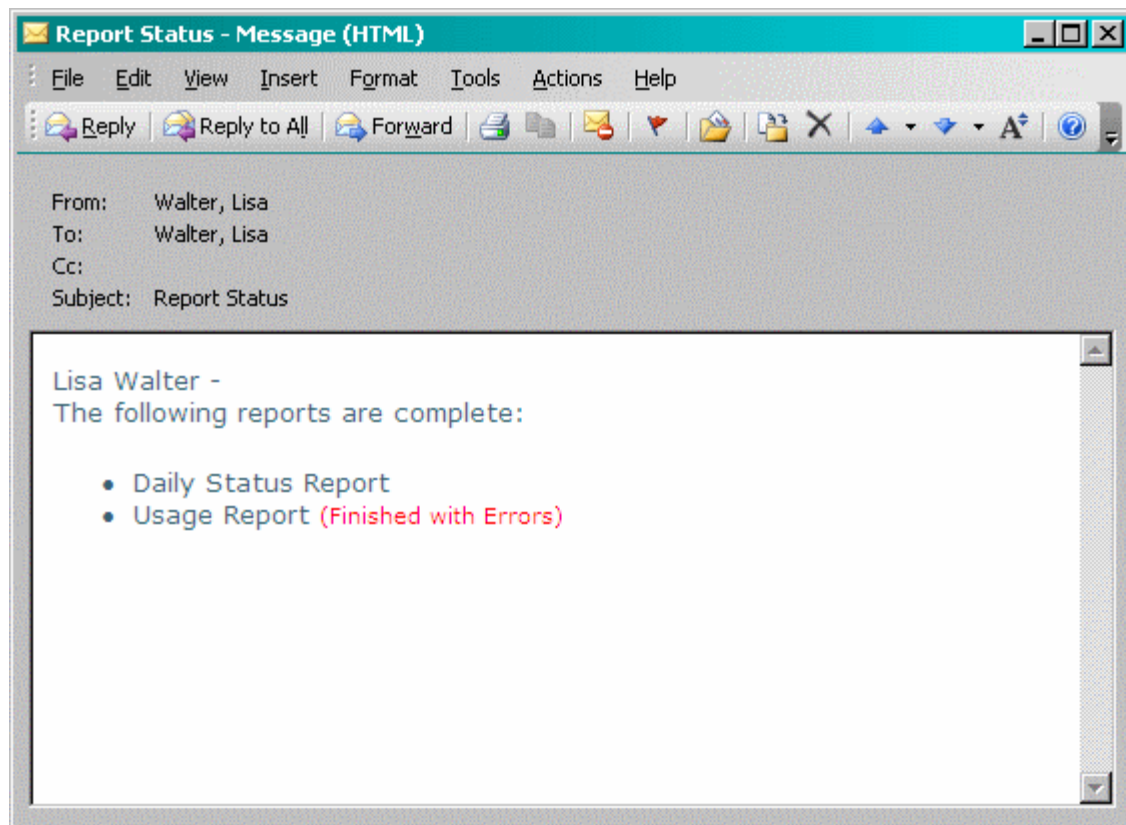 Report Status - Message (HTML)
File Edit View Insert Format Tools Actions Help
Reply Reply to All Forward A
From: Walter, Lisa
To: Walter, Lisa
Cc:
Subject: Report Status
Lisa Walter -
The following reports are complete:
• Daily Status Report
• Usage Report (Finished with Errors)